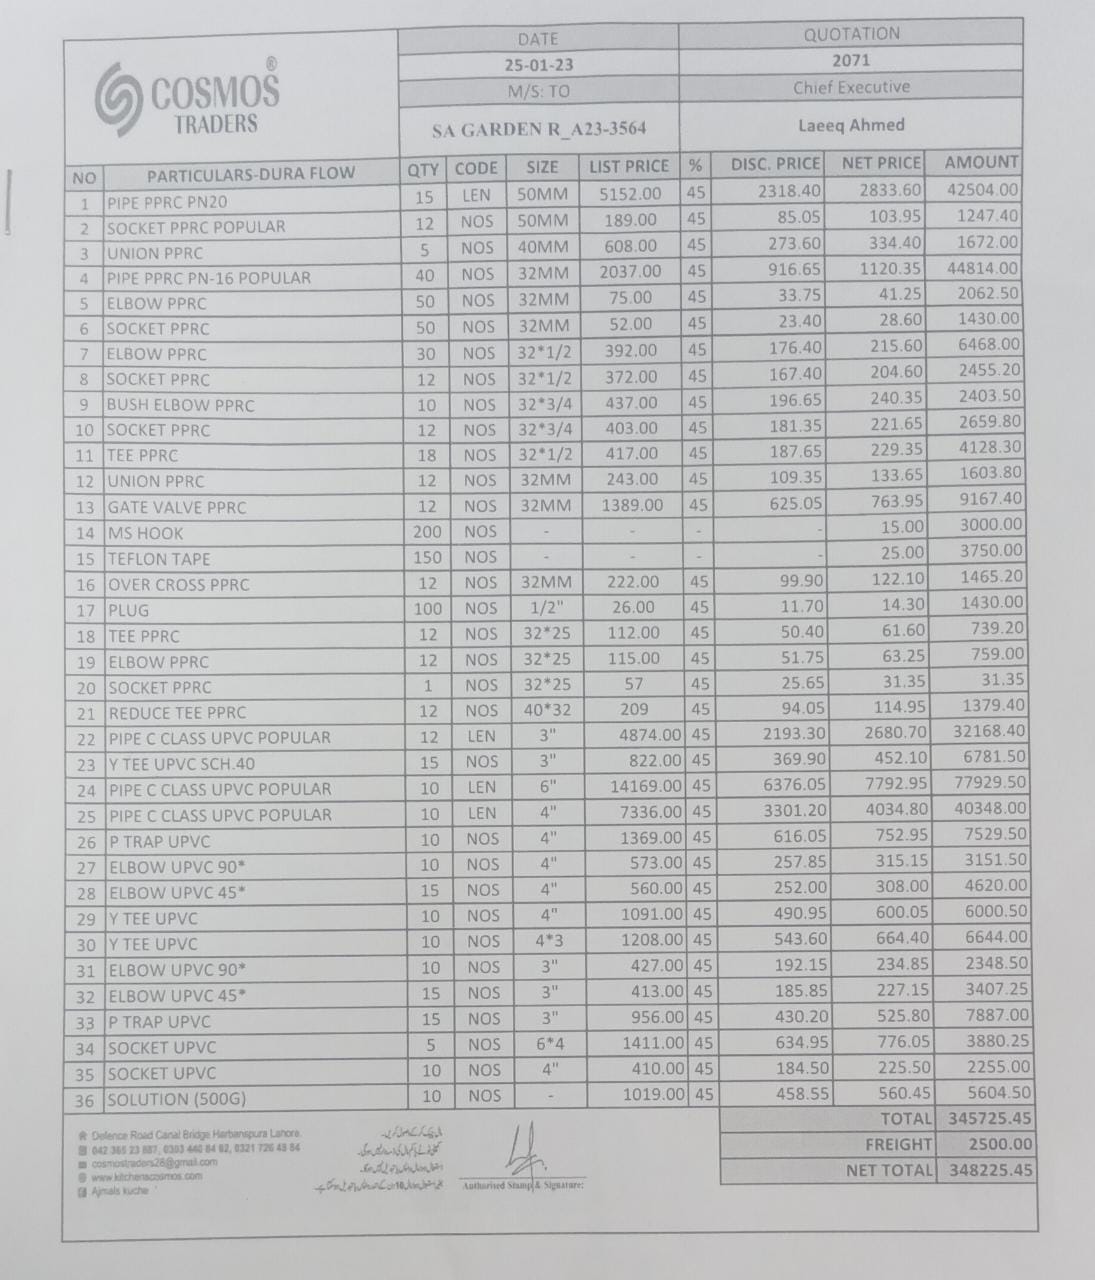 COSMOS ®
TRADERS
DATE QUOTATION
25-01-23 2071
M/S: TO Chief Executive
SA GARDEN R_A23-3564 Laeeq Ahmed
NO PARTICULARS-DURA FLOW QTY CODE SIZE LIST PRICE % DISC. PRICE NET PRICE AMOUNT
1 PIPE PPRC PN20 15 LEN 50MM 5152.00 45 2318.40 2833.60 42504.00
2 SOCKET PPRC POPULAR 12 NOS 50MM 189.00 45 85.05 103.95 1247.40
3 UNION PPRC 5 NOS 40MM 608.00 45 273.60 334.40 1672.00
4 PIPE PPRC PN-16 POPULAR 40 NOS 32MM 2037.00 45 916.65 1120.35 44814.00
5 ELBOW PPRC 50 NOS 32MM 75.00 45 33.75 41.25 2062.50
6 SOCKET PPRC 50 NOS 32MM 52.00 45 23.40 28.60 1430.00
7 ELBOW PPRC 30 NOS 32*1/2 392.00 45 176.40 215.60 6468.00
8 SOCKET PPRC 12 NOS 32*1/2 372.00 45 167.40 204.60 2455.20
9 BUSH ELBOW PPRC 10 NOS 32*3/4 437.00 45 196.65 240.35 2403.50
10 SOCKET PPRC 12 NOS 32*3/4 403.00 45 181.35 221.65 2659.80
11 TEE PPRC 18 NOS 32*1/2 417.00 45 187.65 229.35 4128.30
12 UNION PPRC 12 NOS 32MM 243.00 45 109.35 133.65 1603.80
13 GATE VALVE PPRC 12 NOS 32MM 1389.00 45 625.05 763.95 9167.40
14 MS HOOK 200 NOS - - - - 15.00 3000.00
15 TEFLON TAPE 150 NOS - - - - 25.00 3750.00
16 OVER CROSS PPRC 12 NOS 32MM 222.00 45 99.90 122.10 1465.20
17 PLUG 100 NOS 1/2" 26.00 45 11.70 14.30 1430.00
18 TEE PPRC 12 NOS 32*25 112.00 45 50.40 61.60 739.20
19 ELBOW PPRC 12 NOS 32*25 115.00 45 51.75 63.25 759.00
20 SOCKET PPRC 1 NOS 32*25 57 45 25.65 31.35 31.35
21 REDUCE TEE PPRC 12 NOS 40*32 209 45 94.05 114.95 1379.40
22 PIPE C CLASS UPVC POPULAR 12 LEN 3" 4874.00 45 2193.30 2680.70 32168.40
23 Y TEE UPVC SCH.40 15 NOS 3" 822.00 45 369.90 452.10 6781.50
24 PIPE C CLASS UPVC POPULAR 10 LEN 6" 14169.00 45 6376.05 7792.95 77929.50
25 PIPE C CLASS UPVC POPULAR 10 LEN 4" 7336.00 45 3301.20 4034.80 40348.00
26 P TRAP UPVC 10 NOS 4" 1369.00 45 616.05 752.95 7529.50
27 ELBOW UPVC 90* 10 NOS 4" 573.00 45 257.85 315.15 3151.50
28 ELBOW UPVC 45* 15 NOS 4" 560.00 45 252.00 308.00 4620.00
29 Y TEE UPVC 10 NOS 4" 1091.00 45 490.95 600.05 6000.50
30 Y TEE UPVC 10 NOS 4*3 1208.00 45 543.60 664.40 6644.00
31 ELBOW UPVC 90* 10 NOS 3" 427.00 45 192.15 234.85 2348.50
32 ELBOW UPVC 45* 15 NOS 3" 413.00 45 185.85 227.15 3407.25
33 P TRAP UPVC 15 NOS 3" 956.00 45 430.20 525.80 7887.00
34 SOCKET UPVC 5 NOS 6*4 1411.00 45 634.95 776.05 3880.25
35 SOCKET UPVC 10 NOS 4" 410.00 45 184.50 225.50 2255.00
36 SOLUTION (500G) 10 NOS - 1019.00 45 458.55 560.45 5604.50
TOTAL 345725.45
FREIGHT 2500.00
NET TOTAL 348225.45
Defence Road Canal Bridge Harbanspura Lahore.
042 365 23 887, 0303 440 84 82, 0321 726 48 84
cosmostraders28@gmail.com
www.kitchenscosmos.com
Ajmals kuche
Authorised Stamp & Signature: